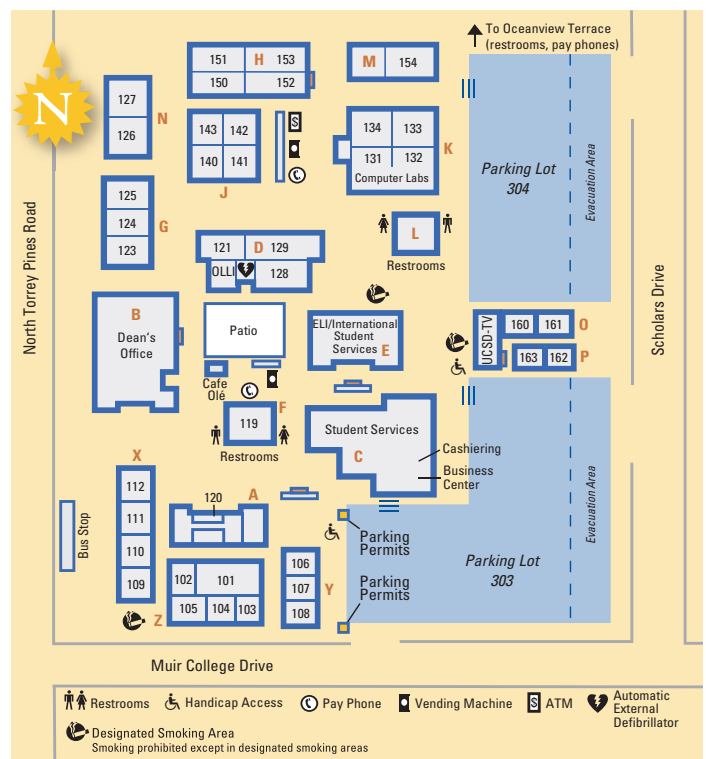 To Oceanview Terrace
(restrooms, pay phones)
N
151
H
153
150
152
M
154
127
126
N
143
142
140
141
J
$
134
133
131
132
Computer Labs
K
Parking Lot
304
Evacuation Area
125
124
123
G
North Torrey Pines Road
121
D
129
OLLI
128
L
Restrooms
B
Dean's
Office
Patio
ELI/International
Student
Services
E
UCSD-TV
160
161
O
163
162
P
Scholars Drive
Cafe
Olé
F
119
Restrooms
Student Services
C
Cashiering
Business
Center
X
112
111
110
109
Bus Stop
120
A
Parking
Permits
Parking
Permits
Parking Lot
303
Evacuation Area
102
101
105
104
103
Z
106
107
108
Y
Muir College Drive
Restrooms
Handicap Access
Pay Phone
Vending Machine
$
ATM
Automatic
External
Defibrillator
Designated Smoking Area
Smoking prohibited except in designated smoking areas